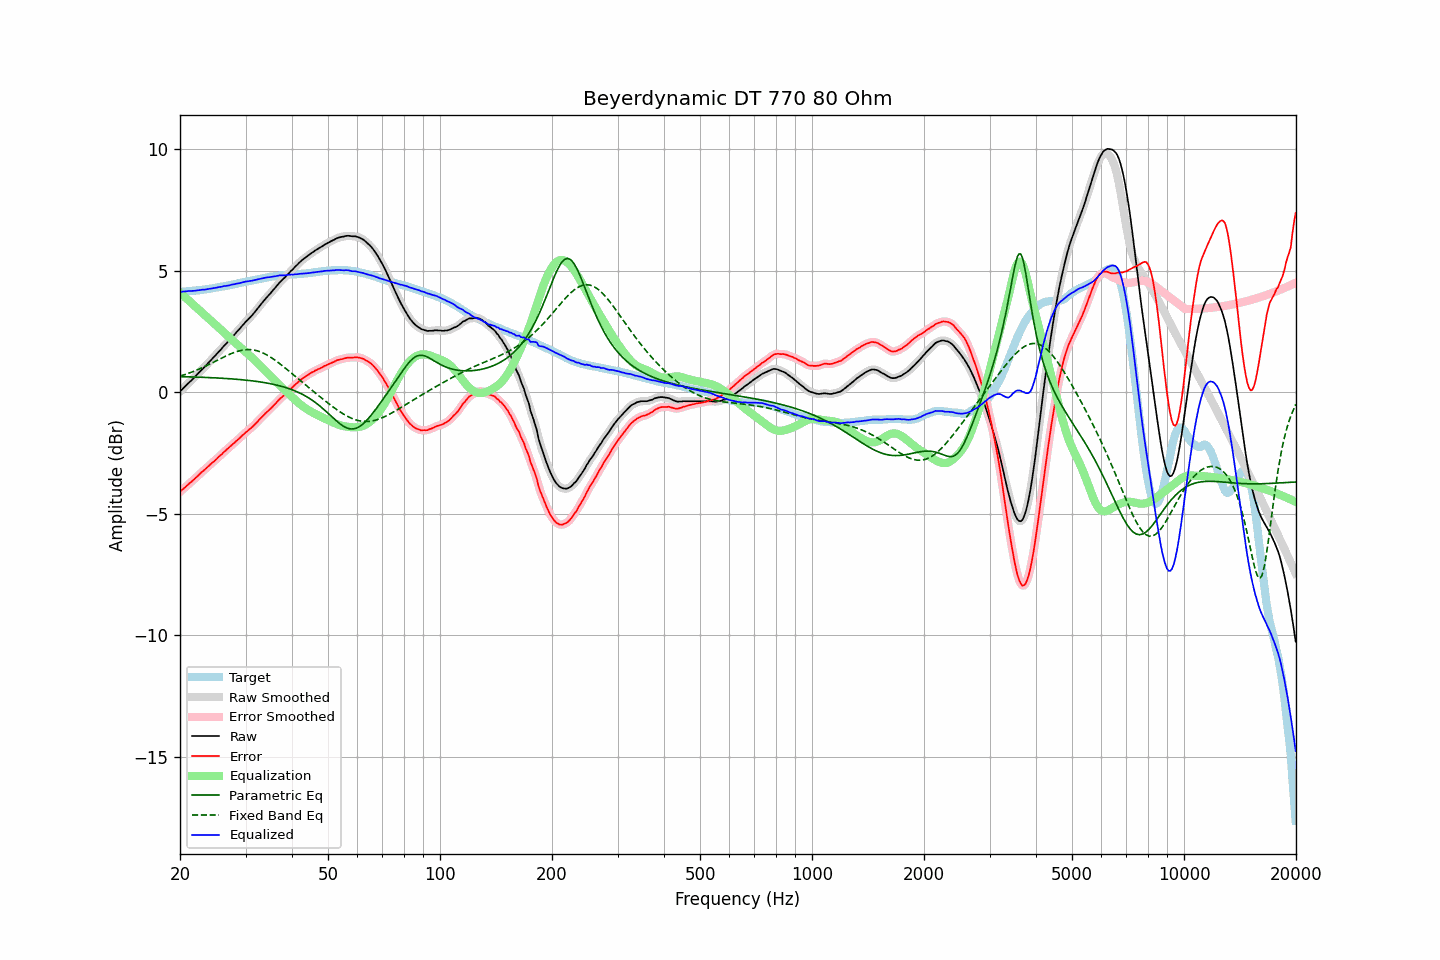 Beyerdynamic DT 770 80 Ohm
Amplitude (dBr)
10
5
0
−5
−10
−15
Target
Raw Smoothed
Error Smoothed
Raw
Error
Equalization
Parametric Eq
Fixed Band Eq
Equalized
20 50 100 200 500 1000 2000 5000 10000 20000
Frequency (Hz)